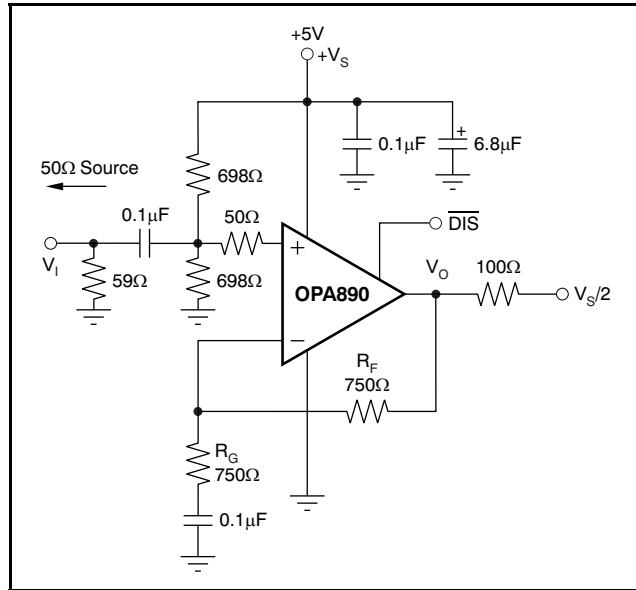 +5V
+V_S
0.1μF
6.8μF
+
50Ω Source
698Ω
0.1μF
50Ω
D̅I̅S̅
V_I
59Ω
698Ω
+
OPA890
−
V_O
100Ω
V_S/2
R_F
750Ω
R_G
750Ω
0.1μF